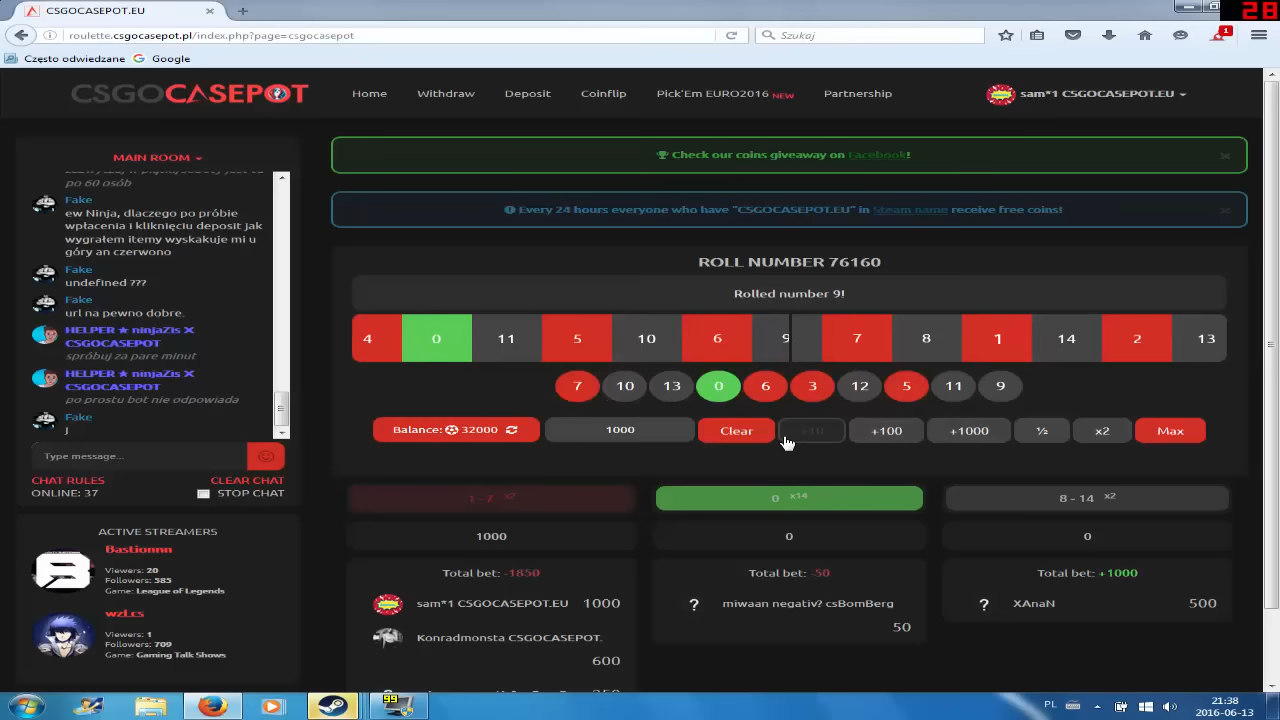 28
CSGOCASEPOT.EU
roulette.csgocasepot.pl/index.php?page=csgocasepot
Szukaj
1
Często odwiedzane
Google
CSGOCASEPOT
Home
Withdraw
Deposit
Coinflip
Pick'Em EURO2016 NEW
Partnership
sam*1 CSGOCASEPOT.EU
MAIN ROOM
po 60 osób
Fake
ew Ninja, dlaczego po próbie
wpłacenia i kliknięciu deposit jak
wygrałem itemy wyskakuje mi u
góry an czerwono
Fake
undefined ???
Fake
url na pewno dobre.
HELPER ★ ninjaZis X
CSGOCASEPOT
spróbuj za pare minut
HELPER ★ ninjaZis X
CSGOCASEPOT
po prostu bot nie odpowiada
Fake
J
Type message...
CHAT RULES
CLEAR CHAT
ONLINE: 37
STOP CHAT
ACTIVE STREAMERS
Bastionnn
Viewers: 20
Followers: 585
Game: League of Legends
wzl.cs
Viewers: 1
Followers: 709
Game: Gaming Talk Shows
Check our coins giveaway on Facebook!
Every 24 hours everyone who have "CSGOCASEPOT.EU" in Steam name receive free coins!
ROLL NUMBER 76160
Rolled number 9!
4 0 11 5 10 6 9 7 8 1 14 2 13
7 10 13 0 6 3 12 5 11 9
Balance: 32000
1000
Clear
+10
+100
+1000
½
x2
Max
1 - 7 x2
0 x14
8 - 14 x2
1000
0
0
Total bet: -1850
Total bet: -50
Total bet: +1000
sam*1 CSGOCASEPOT.EU 1000
? miwaan negativ? csBomBerg
50
? XAnaN 500
Konradmonsta CSGOCASEPOT.
600
99
PL
21:38
2016-06-13